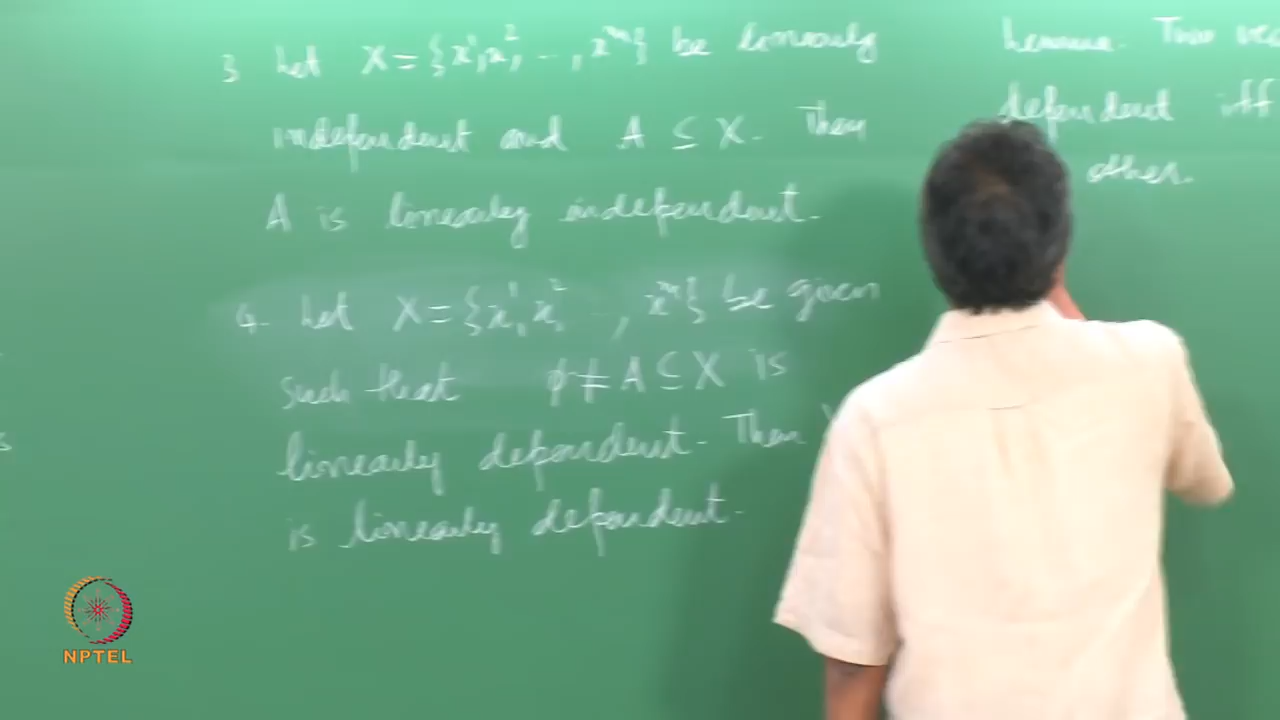 3 Let X = {x¹, x², ..., xᵐ} be linearly
independent and A ⊆ X. Then
A is linearly independent.
4. Let X = {x¹, x², ..., xⁿ} be given
such that φ ≠ A ⊆ X is
linearly dependent. Then
is linearly dependent.
lemma. Two
dependent iff
other.
NPTEL